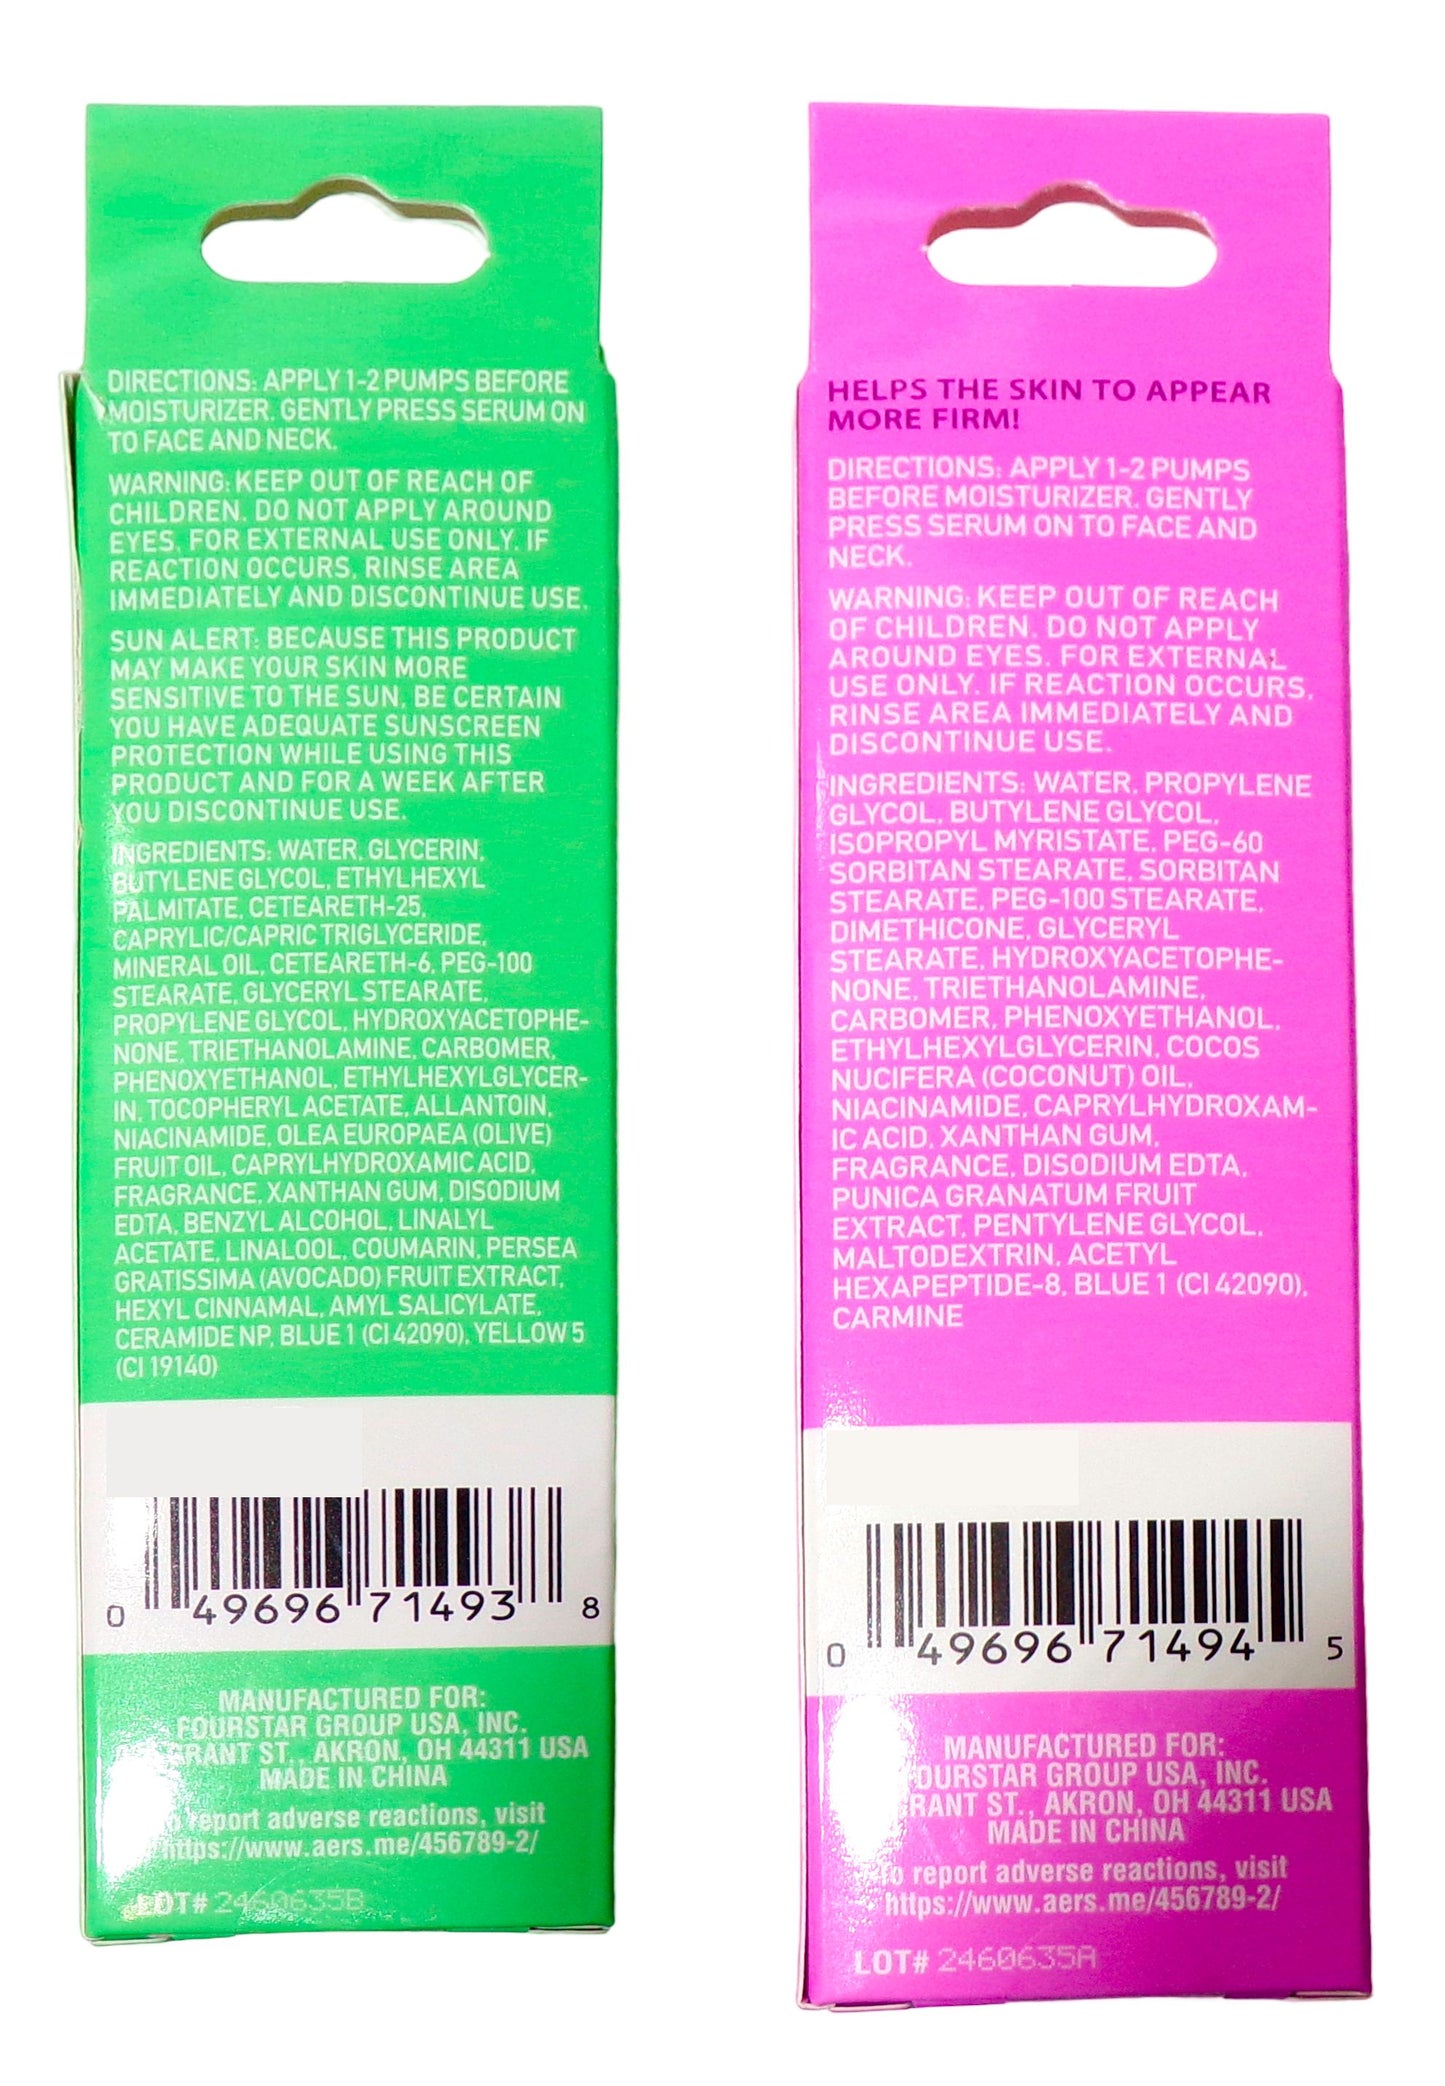 DIRECTIONS: APPLY 1-2 PUMPS BEFORE
MOISTURIZER. GENTLY PRESS SERUM ON
TO FACE AND NECK.
WARNING: KEEP OUT OF REACH OF
CHILDREN. DO NOT APPLY AROUND
EYES. FOR EXTERNAL USE ONLY. IF
REACTION OCCURS, RINSE AREA
IMMEDIATELY AND DISCONTINUE USE.
SUN ALERT: BECAUSE THIS PRODUCT
MAY MAKE YOUR SKIN MORE
SENSITIVE TO THE SUN, BE CERTAIN
YOU HAVE ADEQUATE SUNSCREEN
PROTECTION WHILE USING THIS
PRODUCT AND FOR A WEEK AFTER
YOU DISCONTINUE USE.
INGREDIENTS: WATER, GLYCERIN,
BUTYLENE GLYCOL, ETHYLHEXYL
PALMITATE, CETEARETH-25,
CAPRYLIC/CAPRIC TRIGLYCERIDE,
MINERAL OIL, CETEARETH-6, PEG-100
STEARATE, GLYCERYL STEARATE,
PROPYLENE GLYCOL, HYDROXYACETOPHE-
NONE, TRIETHANOLAMINE, CARBOMER,
PHENOXYETHANOL, ETHYLHEXYLGLYCER-
IN, TOCOPHERYL ACETATE, ALLANTOIN,
NIACINAMIDE, OLEA EUROPAEA (OLIVE)
FRUIT OIL, CAPRYLHYDROXAMIC ACID,
FRAGRANCE, XANTHAN GUM, DISODIUM
EDTA, BENZYL ALCOHOL, LINALYL
ACETATE, LINALOOL, COUMARIN, PERSEA
GRATISSIMA (AVOCADO) FRUIT EXTRACT,
HEXYL CINNAMAL, AMYL SALICYLATE,
CERAMIDE NP, BLUE 1 (CI 42090), YELLOW 5
(CI 19140)
0 49696 71493 8
MANUFACTURED FOR:
FOURSTAR GROUP USA, INC.
ST., AKRON, OH 44311 USA
MADE IN CHINA
report adverse reactions, visit
https://www.aers.me/456789-2/
LOT# 2460635B
HELPS THE SKIN TO APPEAR
MORE FIRM!
DIRECTIONS: APPLY 1-2 PUMPS
BEFORE MOISTURIZER. GENTLY
PRESS SERUM ON TO FACE AND
NECK.
WARNING: KEEP OUT OF REACH
OF CHILDREN. DO NOT APPLY
AROUND EYES. FOR EXTERNAL
USE ONLY. IF REACTION OCCURS,
RINSE AREA IMMEDIATELY AND
DISCONTINUE USE.
INGREDIENTS: WATER, PROPYLENE
GLYCOL, BUTYLENE GLYCOL,
ISOPROPYL MYRISTATE, PEG-60
SORBITAN STEARATE, SORBITAN
STEARATE, PEG-100 STEARATE,
DIMETHICONE, GLYCERYL
STEARATE, HYDROXYACETOPHE-
NONE, TRIETHANOLAMINE,
CARBOMER, PHENOXYETHANOL,
ETHYLHEXYLGLYCERIN, COCOS
NUCIFERA (COCONUT) OIL,
NIACINAMIDE, CAPRYLHYDROXAM-
IC ACID, XANTHAN GUM,
FRAGRANCE, DISODIUM EDTA,
PUNICA GRANATUM FRUIT
EXTRACT, PENTYLENE GLYCOL,
MALTODEXTRIN, ACETYL
HEXAPEPTIDE-8, BLUE 1 (CI 42090),
CARMINE
0 49696 71494 5
MANUFACTURED FOR:
FOURSTAR GROUP USA, INC.
ST., AKRON, OH 44311 USA
MADE IN CHINA
To report adverse reactions, visit
https://www.aers.me/456789-2/
LOT# 2460635A